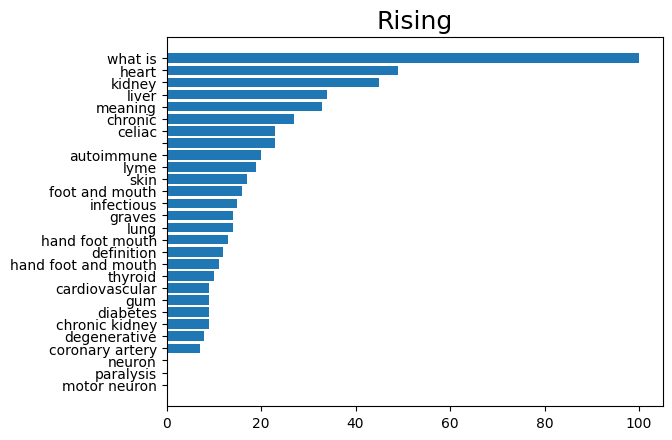 Rising
what is
heart
kidney
liver
meaning
chronic
celiac
autoimmune
lyme
skin
foot and mouth
infectious
graves
lung
hand foot mouth
definition
hand foot and mouth
thyroid
cardiovascular
gum
diabetes
chronic kidney
degenerative
coronary artery
neuron
paralysis
motor neuron
0 20 40 60 80 100